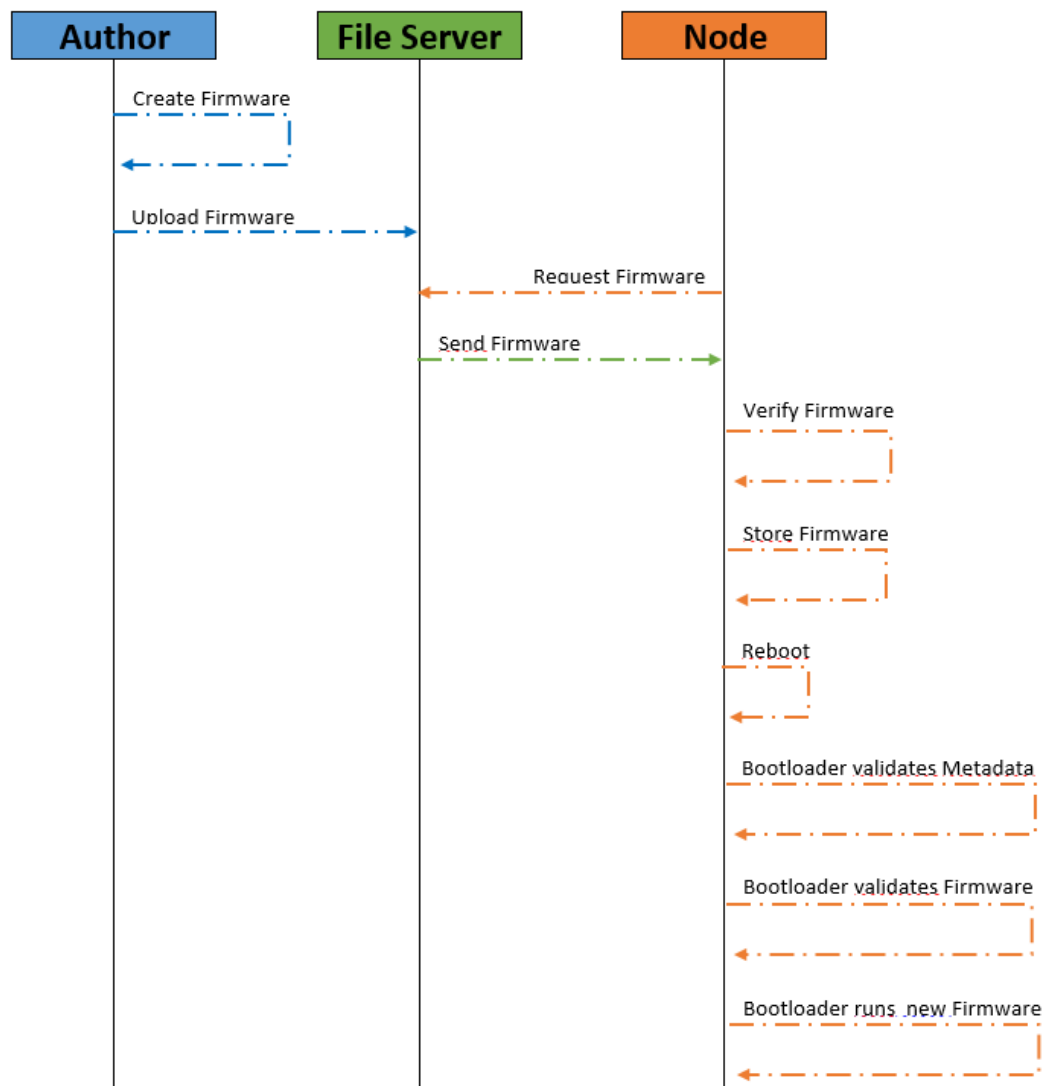 Author
File Server
Node
Create Firmware
Upload Firmware
Request Firmware
Send Firmware
Verify Firmware
Store Firmware
Reboot
Bootloader validates Metadata
Bootloader validates Firmware
Bootloader runs new Firmware